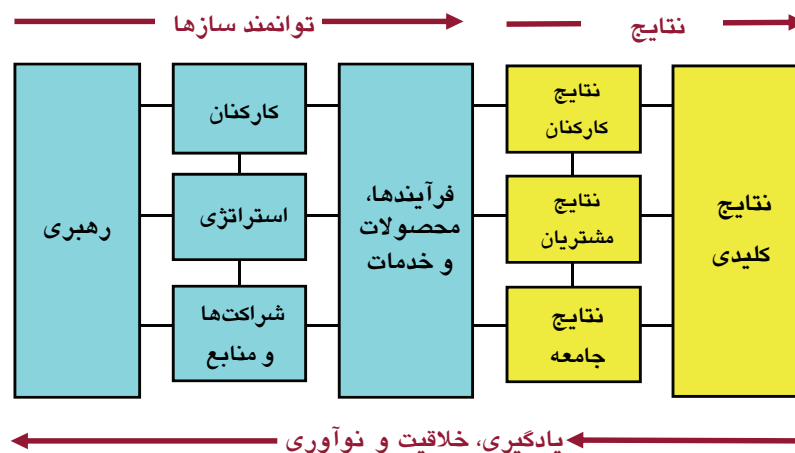 توانمند سازها
نتایج
رهبری
کارکنان
استراتژی
شراکت‌ها
و منابع
فرآیندها،
محصولات
و خدمات
نتایج
کارکنان
نتایج
مشتریان
نتایج
جامعه
نتایج
کلیدی
یادگیری، خلاقیت و نوآوری